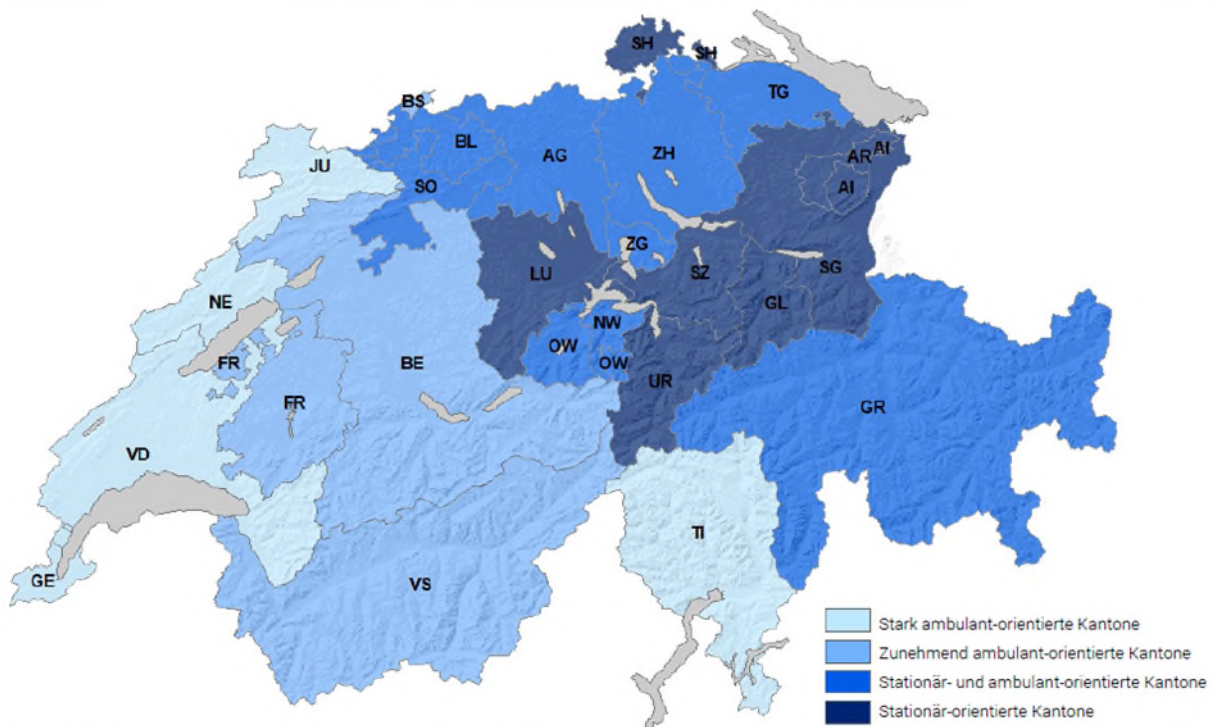 SH
SH
TG
BS
BL
AG
ZH
AR
AI
JU
SO
AI
ZG
LU
SZ
SG
NE
GL
NW
FR
BE
OW
OW
UR
FR
GR
VD
TI
GE
VS
Stark ambulant-orientierte Kantone
Zunehmend ambulant-orientierte Kantone
Stationär- und ambulant-orientierte Kantone
Stationär-orientierte Kantone